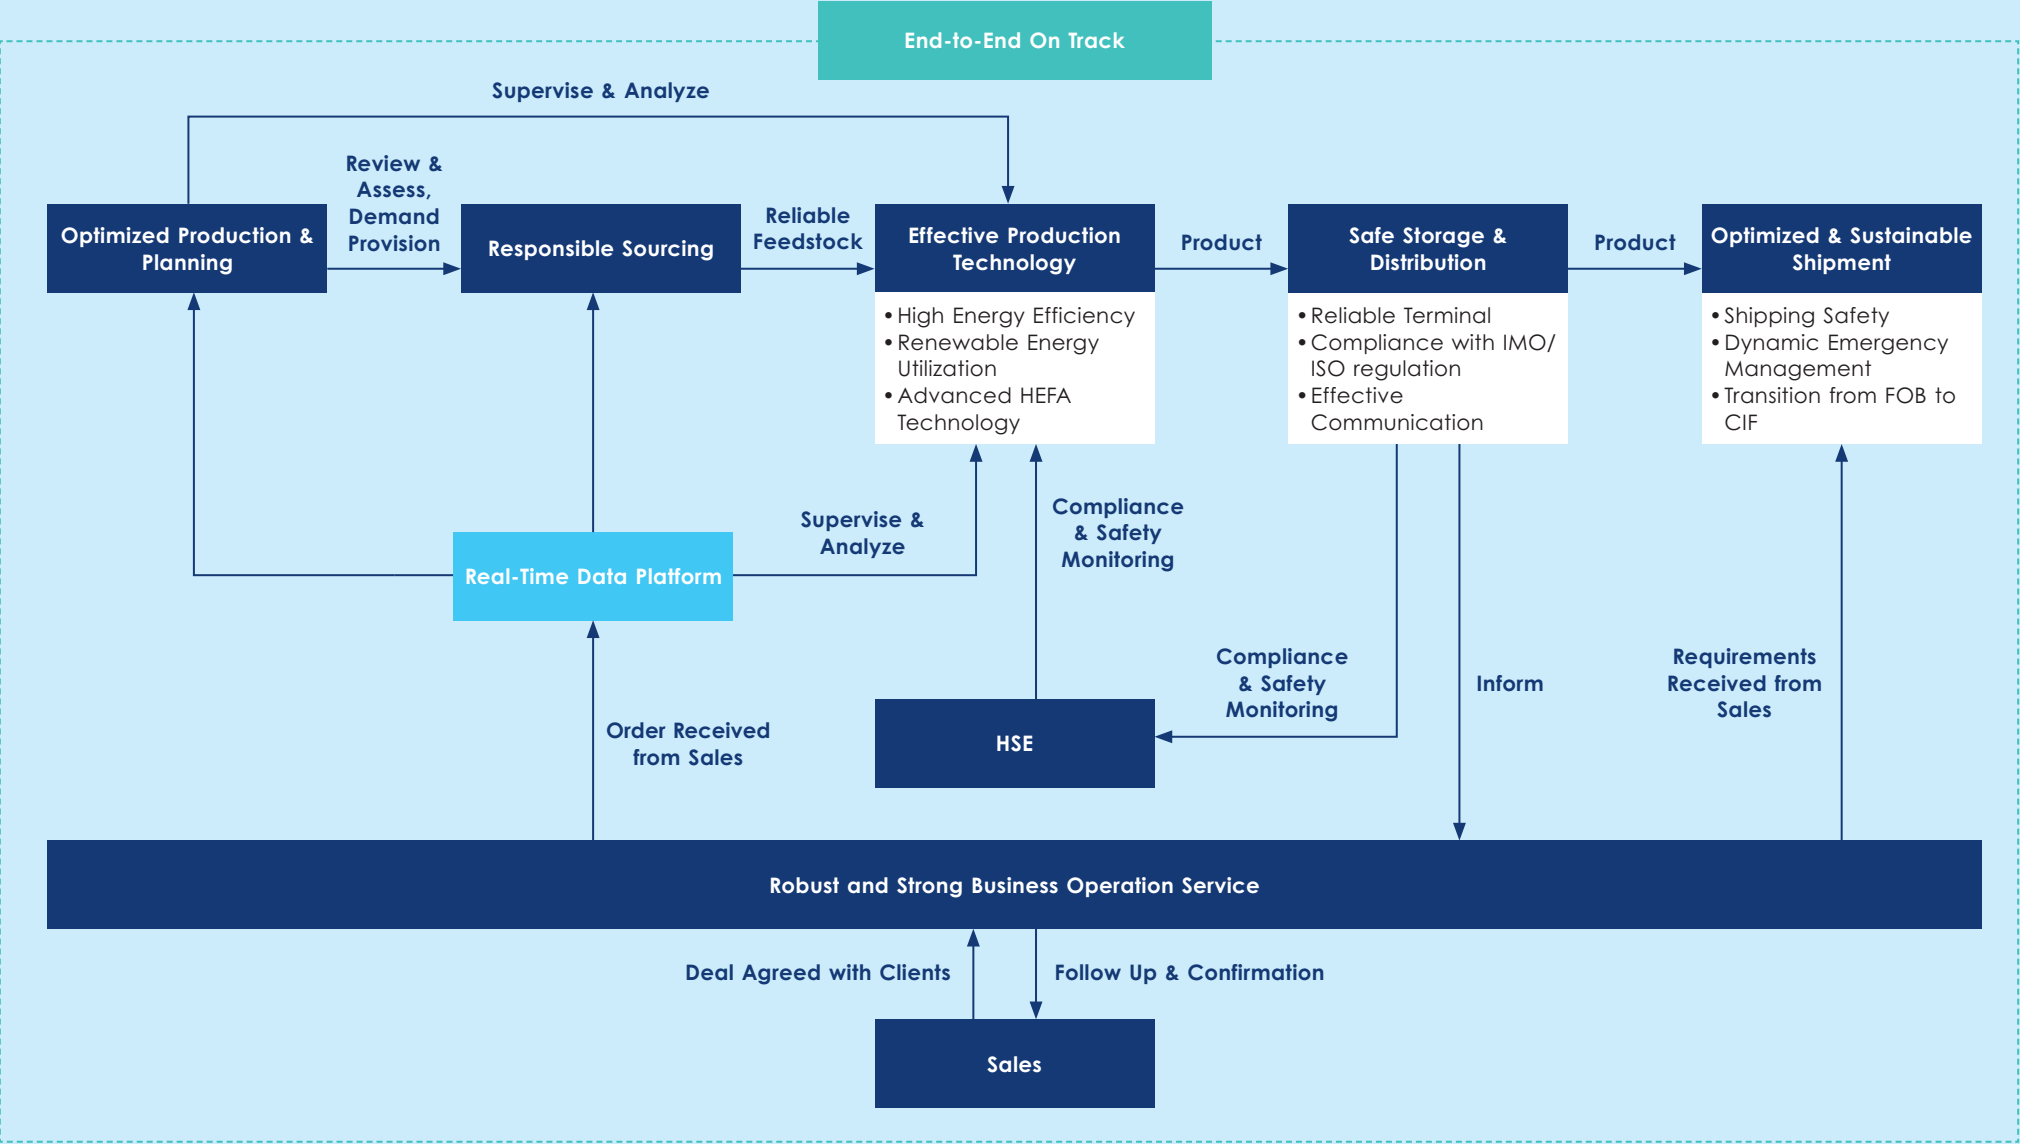 End-to-End On Track
Supervise & Analyze
Review &
Assess,
Demand
Provision
Reliable
Feedstock
Product
Product
Optimized Production &
Planning
Responsible Sourcing
Effective Production
Technology
Safe Storage &
Distribution
Optimized & Sustainable
Shipment
• High Energy Efficiency
• Renewable Energy
Utilization
• Advanced HEFA
Technology
• Reliable Terminal
• Compliance with IMO/
ISO regulation
• Effective
Communication
• Shipping Safety
• Dynamic Emergency
Management
• Transition from FOB to
CIF
Supervise &
Analyze
Compliance
& Safety
Monitoring
Real-Time Data Platform
Compliance
& Safety
Monitoring
Inform
Requirements
Received from
Sales
Order Received
from Sales
HSE
Robust and Strong Business Operation Service
Deal Agreed with Clients
Follow Up & Confirmation
Sales